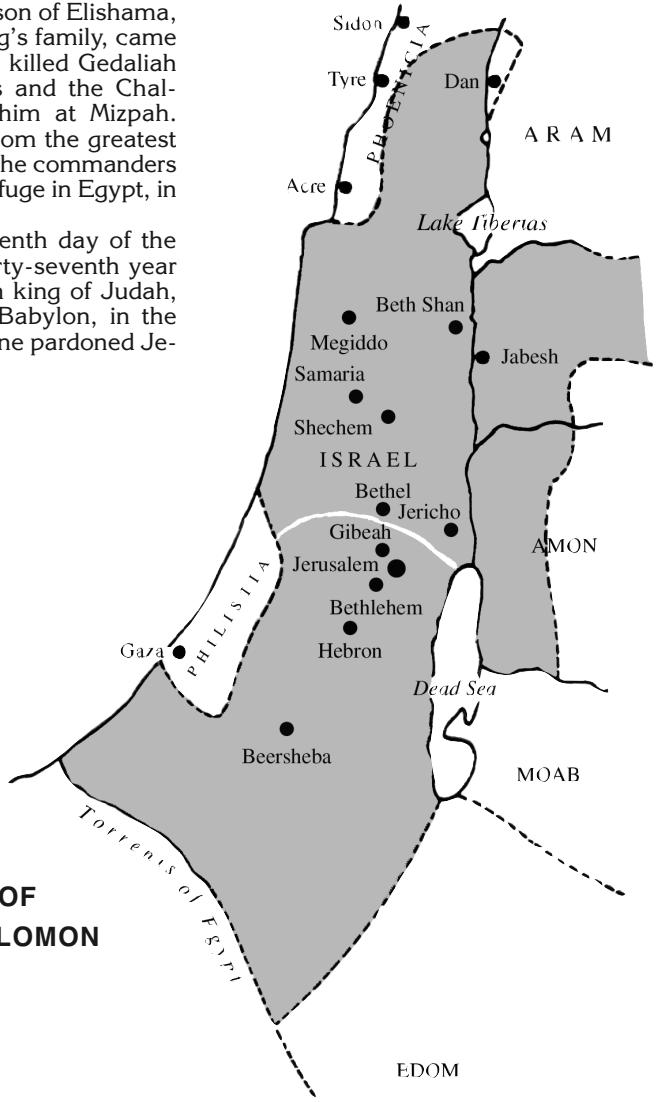 son of Elishama,
g's family, came
killed Gedaliah
s and the Chal-
him at Mizpah.
om the greatest
he commanders
fuge in Egypt, in
enth day of the
rty-seventh year
n king of Judah,
Babylon, in the
ne pardoned Je-
Sidon
PHOENICIA
Tyre
Dan
ARAM
Acre
Lake Tiberias
Beth Shan
Megiddo
Jabesh
Samaria
Shechem
ISRAEL
Bethel
Jericho
Gibeah
AMON
Jerusalem
Bethlehem
PHILISTIA
Gaza
Hebron
Dead Sea
Beersheba
MOAB
Torrents of Egypt
OF
LOMON
EDOM